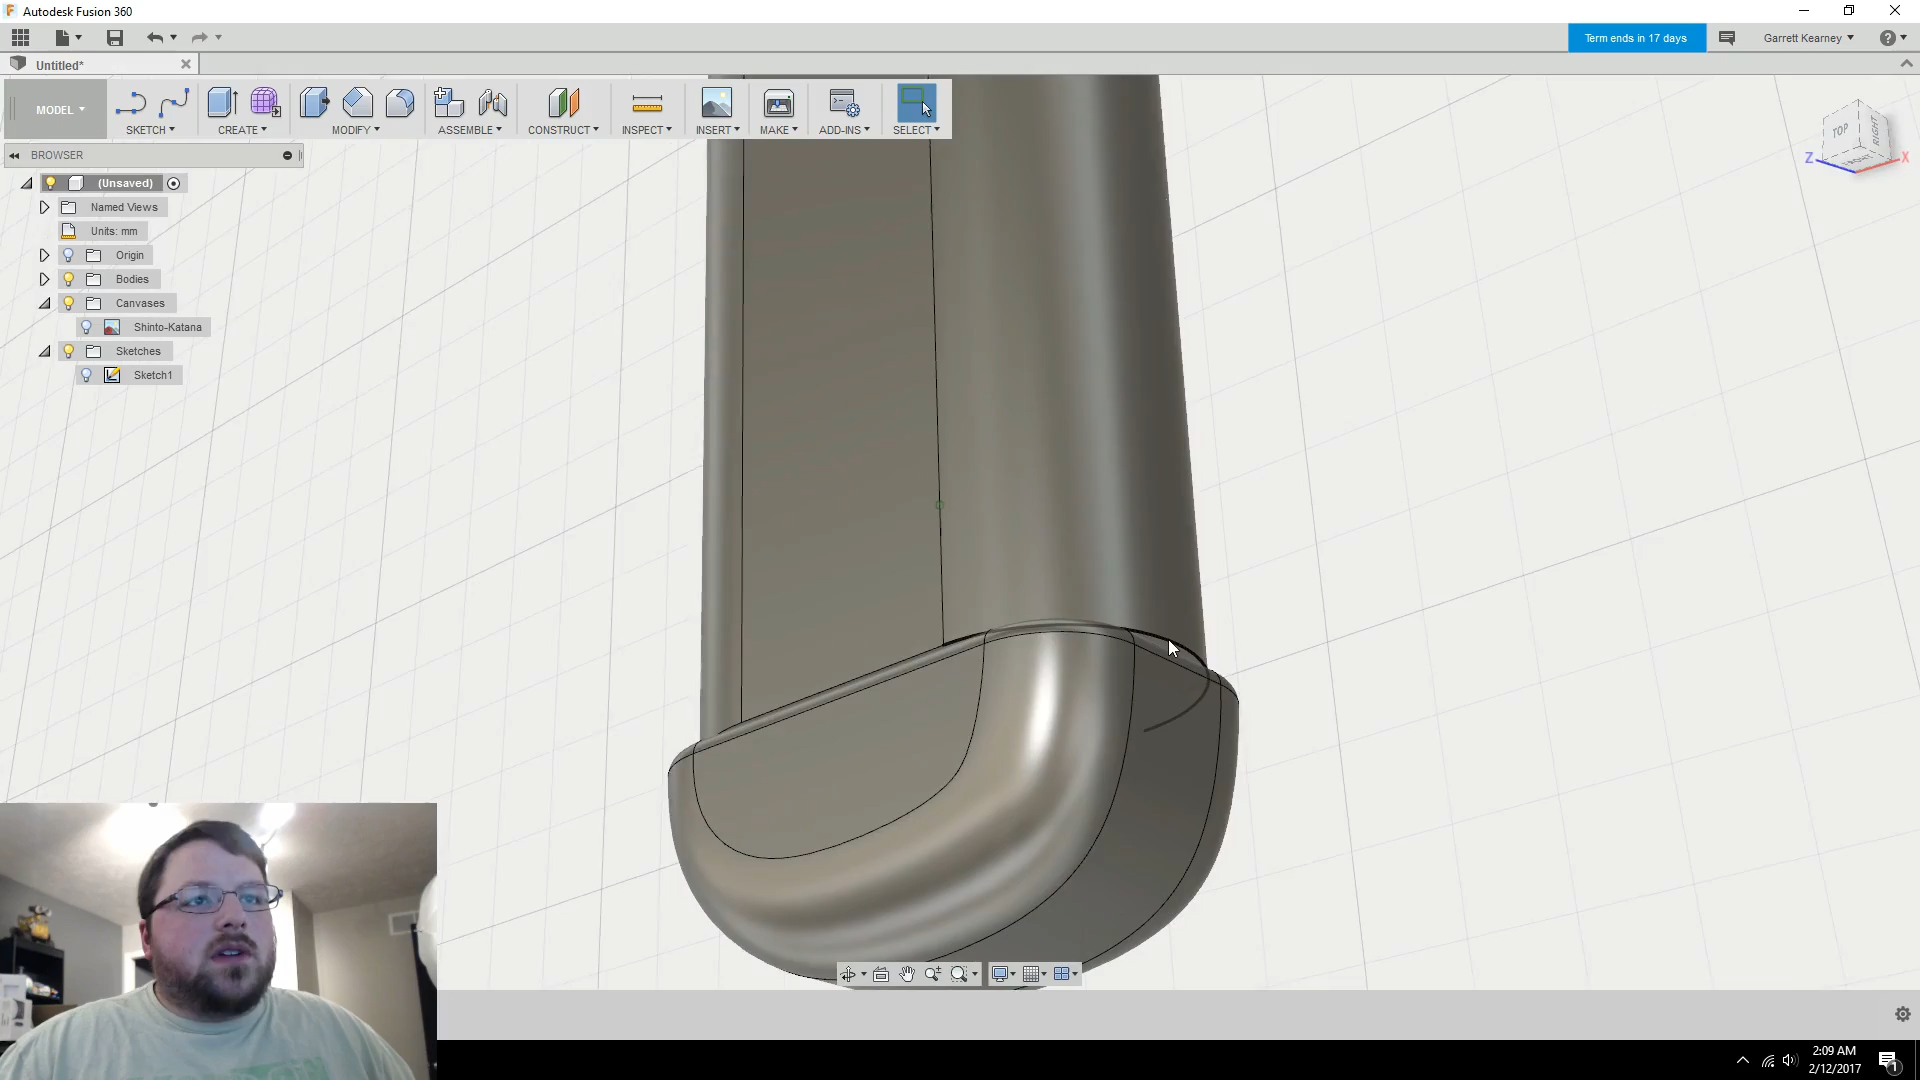 Autodesk Fusion 360
Term ends in 17 days
Garrett Kearney
Untitled*
MODEL
SKETCH
CREATE
MODIFY
ASSEMBLE
CONSTRUCT
INSPECT
INSERT
MAKE
ADD-INS
SELECT
BROWSER
(Unsaved)
Named Views
Units: mm
Origin
Bodies
Canvases
Shinto-Katana
Sketches
Sketch1
TOP
RIGHT
FRONT
Z
X
2:09 AM
2/12/2017
1